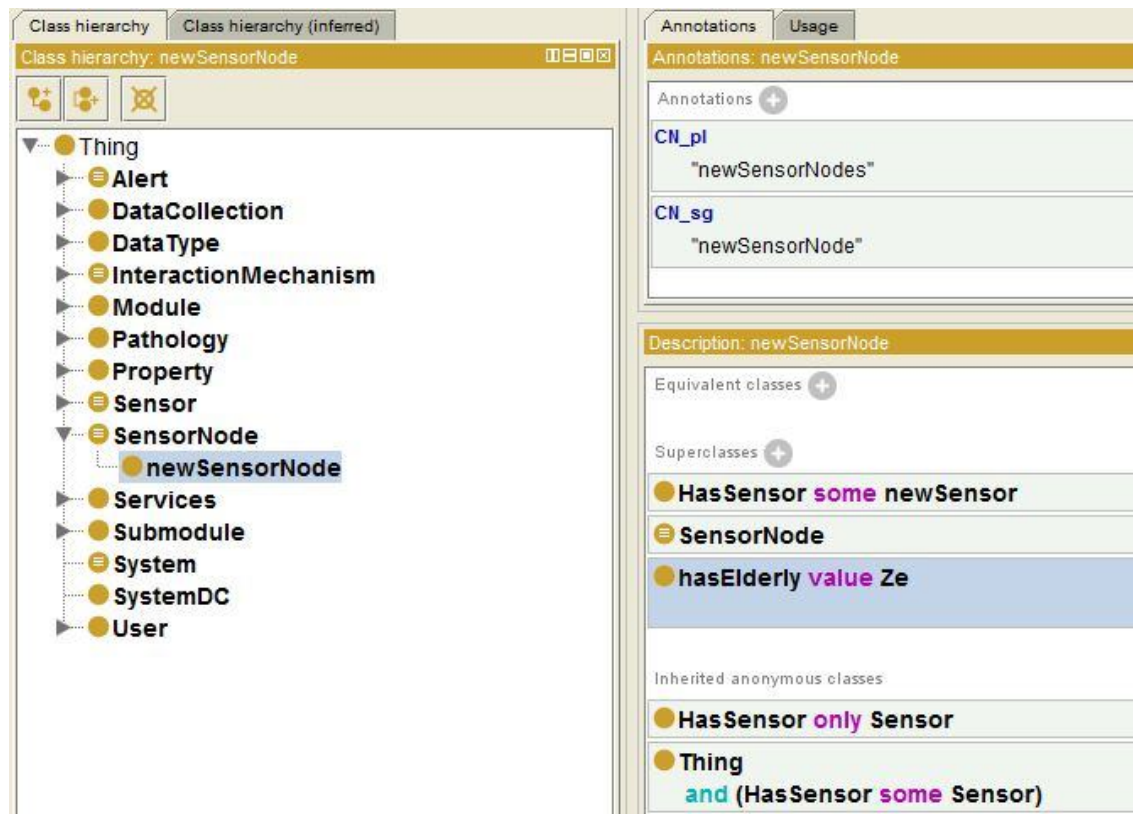 Class hierarchy
Class hierarchy (inferred)
Class hierarchy: newSensorNode
Thing
Alert
DataCollection
DataType
InteractionMechanism
Module
Pathology
Property
Sensor
SensorNode
newSensorNode
Services
Submodule
System
SystemDC
User
Annotations
Usage
Annotations: newSensorNode
Annotations
CN_pl
"newSensorNodes"
CN_sg
"newSensorNode"
Description: newSensorNode
Equivalent classes
Superclasses
HasSensor some newSensor
SensorNode
hasElderly value Ze
Inherited anonymous classes
HasSensor only Sensor
Thing
and (HasSensor some Sensor)